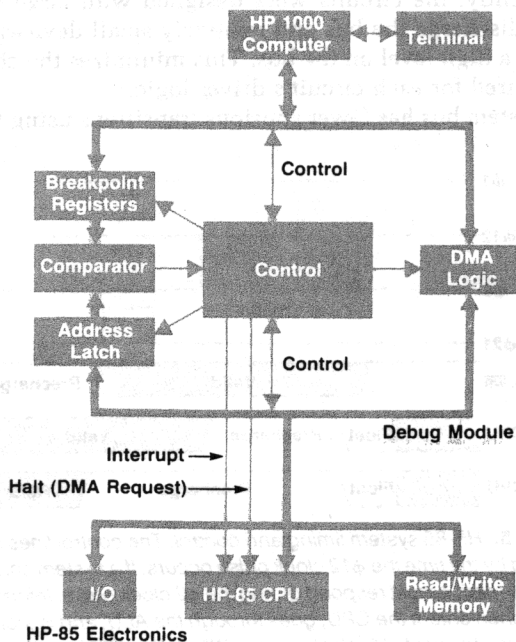 HP 1000
Computer
Terminal
Control
Breakpoint
Registers
Comparator
Control
DMA
Logic
Address
Latch
Control
Debug Module
Interrupt
Halt (DMA Request)
I/O
HP-85 CPU
Read/Write
Memory
HP-85 Electronics